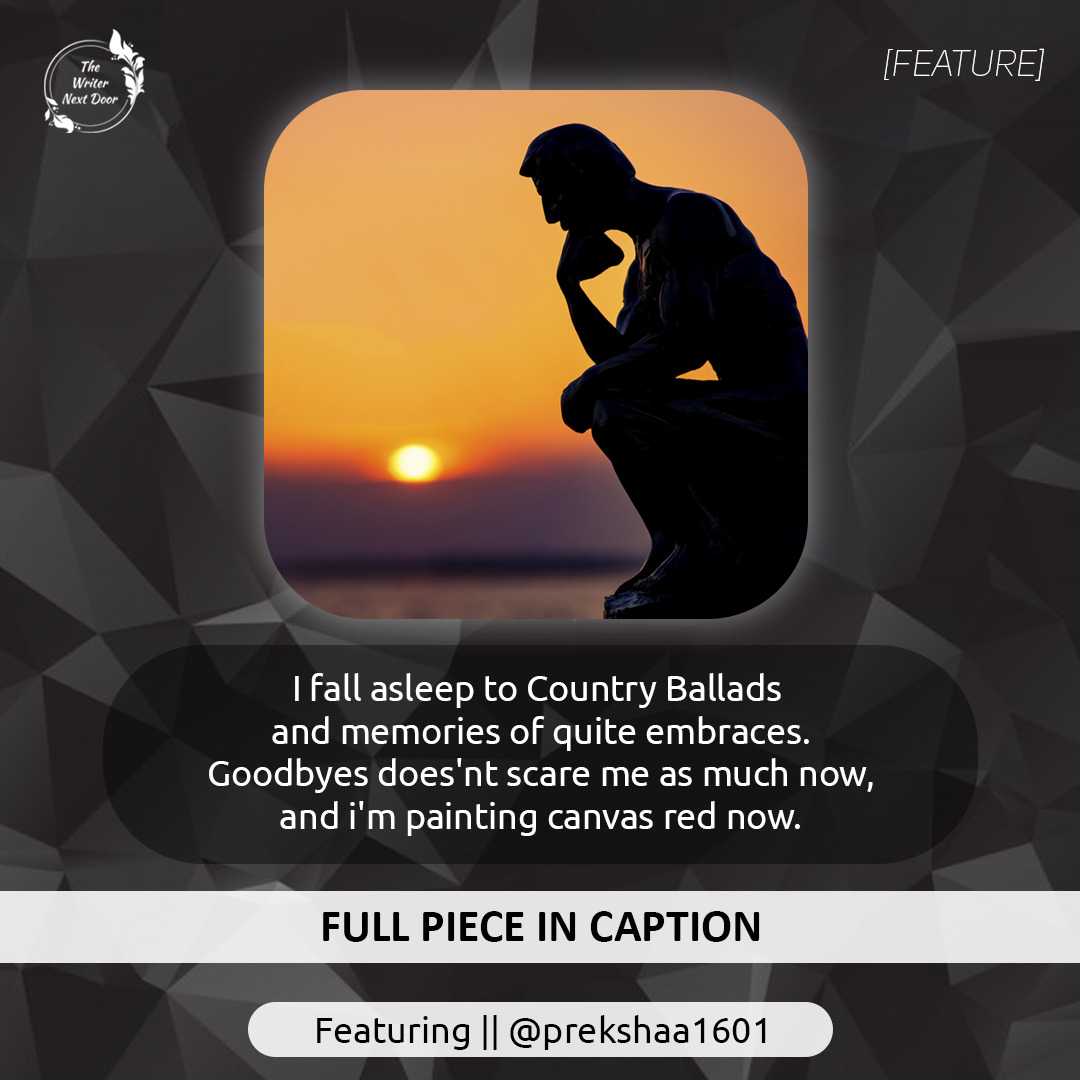 The
Writer
Next Door
[FEATURE]
I fall asleep to Country Ballads
and memories of quite embraces.
Goodbyes does'nt scare me as much now,
and i'm painting canvas red now.
FULL PIECE IN CAPTION
Featuring || @prekshaa1601